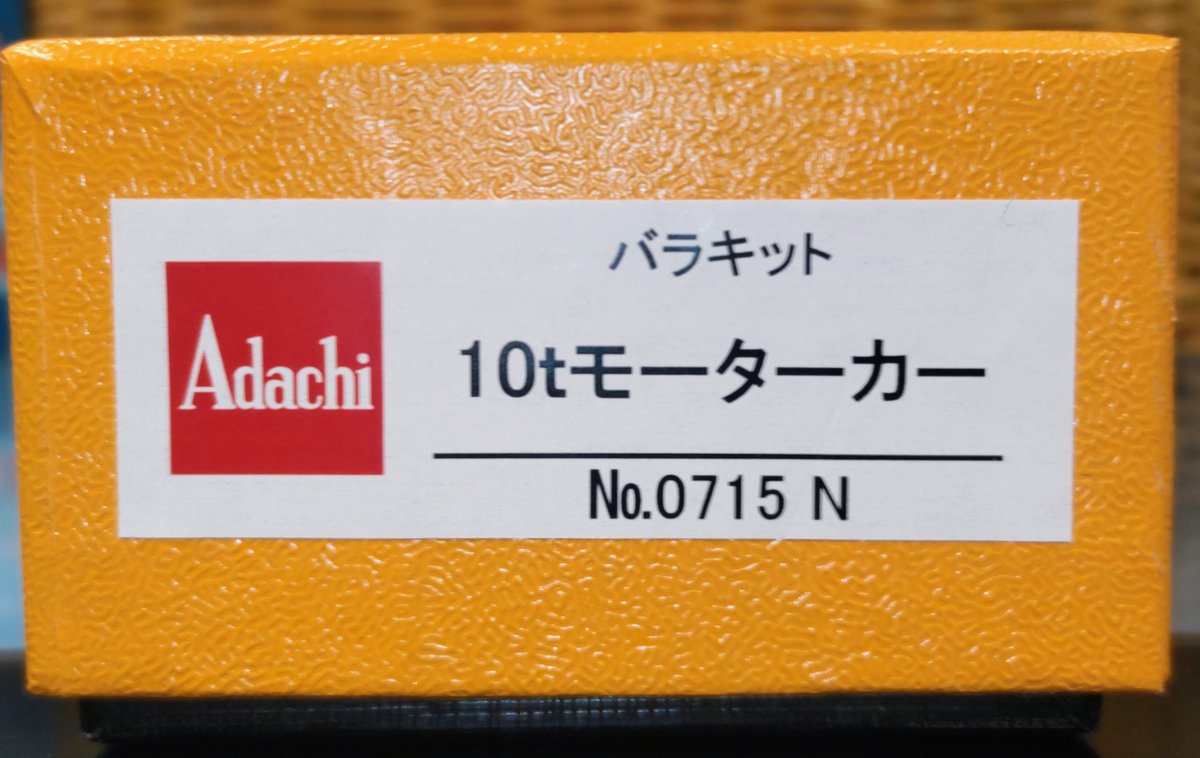 バラキット
Adachi
10tモーターカー
No.0715 N